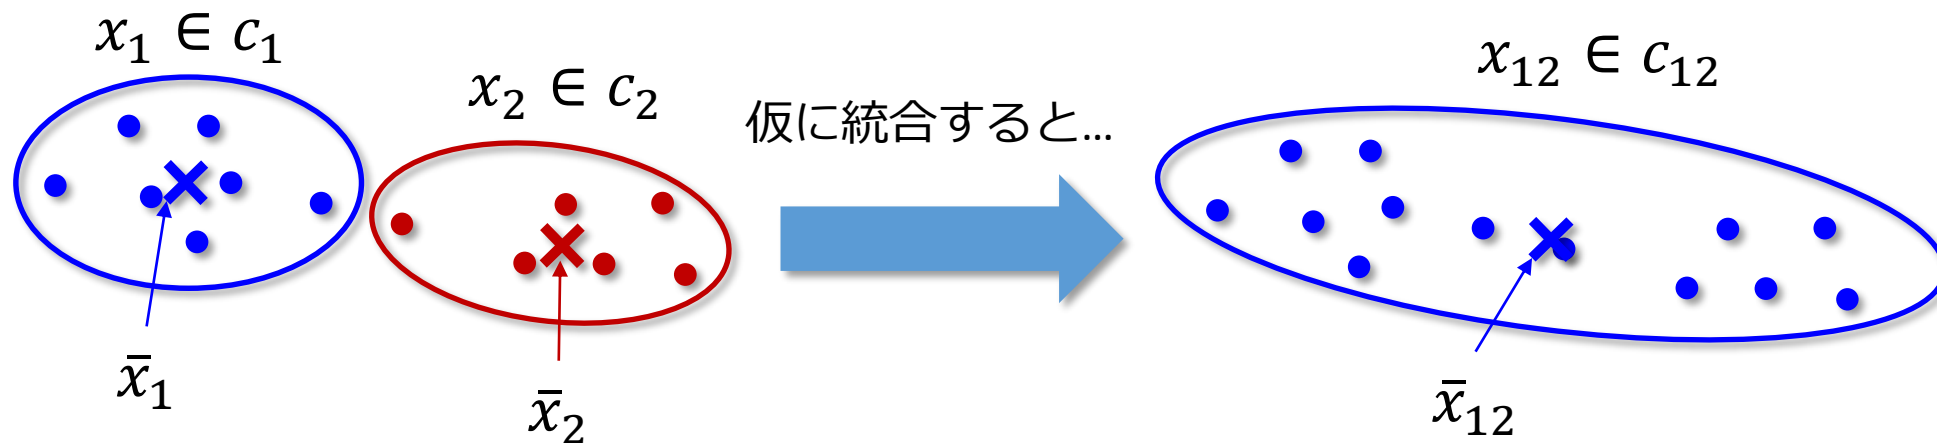 x₁ ∈ c₁
x₂ ∈ c₂
仮に統合すると...
x₁₂ ∈ c₁₂
x̄₁
x̄₂
x̄₁₂